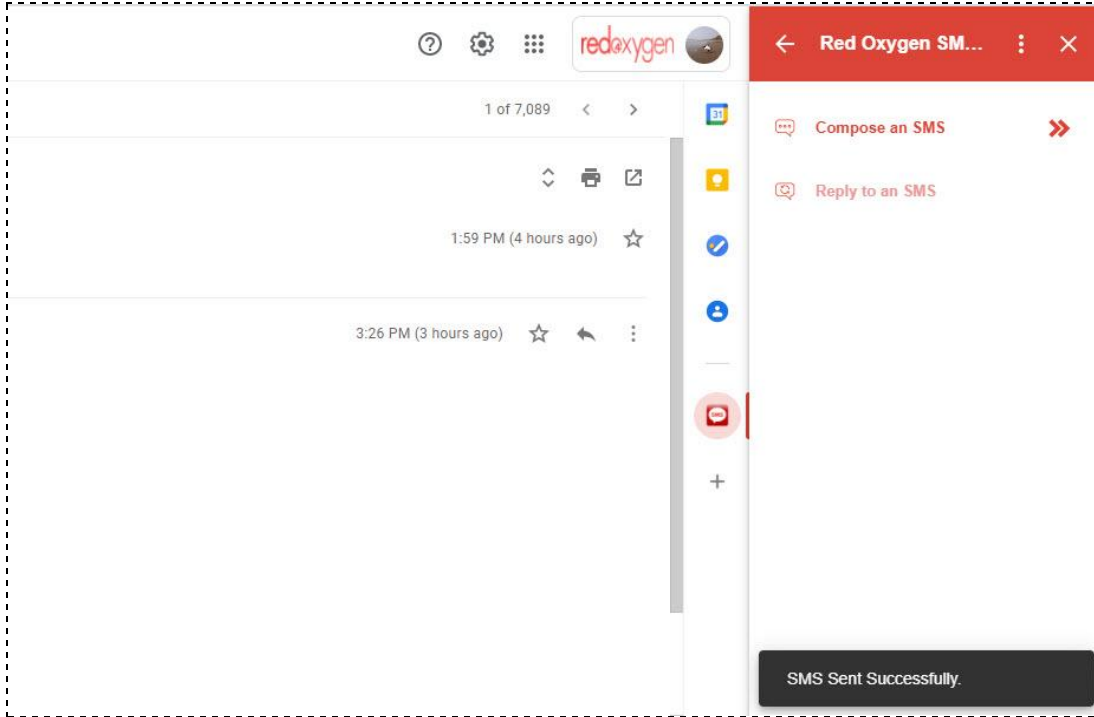 redoxygen
Red Oxygen SM...
1 of 7,089
31
Compose an SMS
Reply to an SMS
1:59 PM (4 hours ago)
3:26 PM (3 hours ago)
SMS
SMS Sent Successfully.